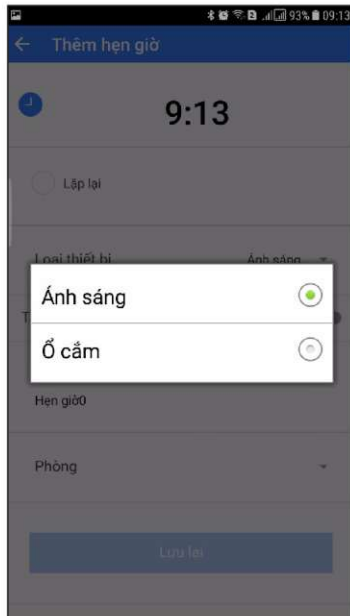 93% 09:13
Thêm hẹn giờ
9:13
Lặp lại
Loại thiết bị Ánh sáng
Ánh sáng
T
Ổ cắm
Hẹn giờ0
Phòng
Lưu lại